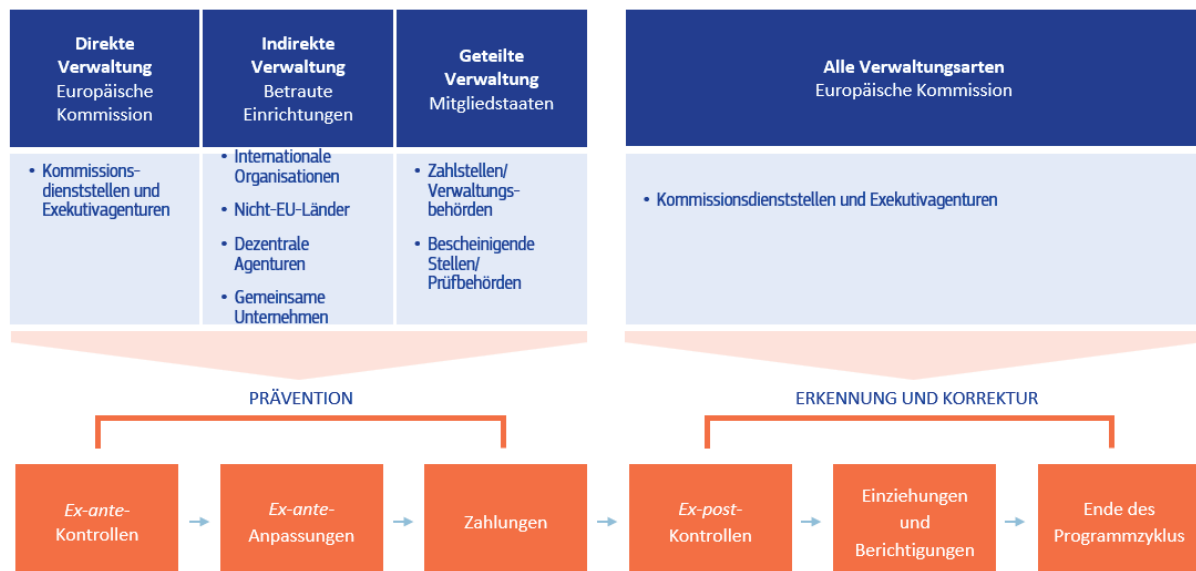 Direkte
Verwaltung
Europäische
Kommission
Indirekte
Verwaltung
Betraute
Einrichtungen
Geteilte
Verwaltung
Mitgliedstaaten
Alle Verwaltungsarten
Europäische Kommission
• Kommissions-
dienststellen und
Exekutivagenturen
• Internationale
Organisationen
• Nicht-EU-Länder
• Dezentrale
Agenturen
• Gemeinsame
Unternehmen
• Zahlstellen/
Verwaltungs-
behörden
• Bescheinigende
Stellen/
Prüfbehörden
• Kommissionsdienststellen und Exekutivagenturen
PRÄVENTION
ERKENNUNG UND KORREKTUR
Ex-ante-
Kontrollen
Ex-ante-
Anpassungen
Zahlungen
Ex-post-
Kontrollen
Einziehungen
und
Berichtigungen
Ende des
Programmzyklus